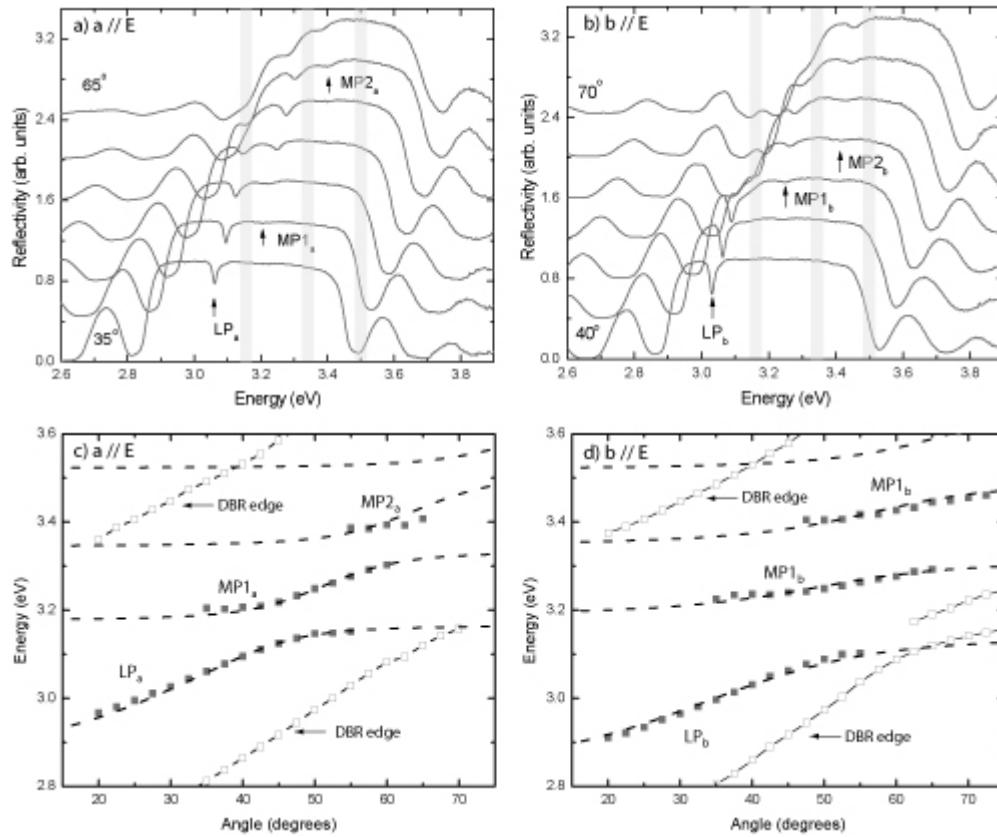 a) a // E
65°
MP2a
MP1a
LPa
35°
Reflectivity (arb. units)
0.0
0.8
1.6
2.4
3.2
2.6 2.8 3.0 3.2 3.4 3.6 3.8
Energy (eV)
b) b // E
70°
MP2b
MP1b
LPb
40°
Reflectivity (arb. units)
0.0
0.8
1.6
2.4
3.2
2.6 2.8 3.0 3.2 3.4 3.6 3.8
Energy (eV)
c) a // E
DBR edge
MP2a
MP1a
LPa
DBR edge
Energy (eV)
2.8
3.0
3.2
3.4
3.6
20 30 40 50 60 70
Angle (degrees)
d) b // E
DBR edge
MP1b
MP1b
LPb
DBR edge
Energy (eV)
2.8
3.0
3.2
3.4
3.6
20 30 40 50 60 70
Angle (degrees)